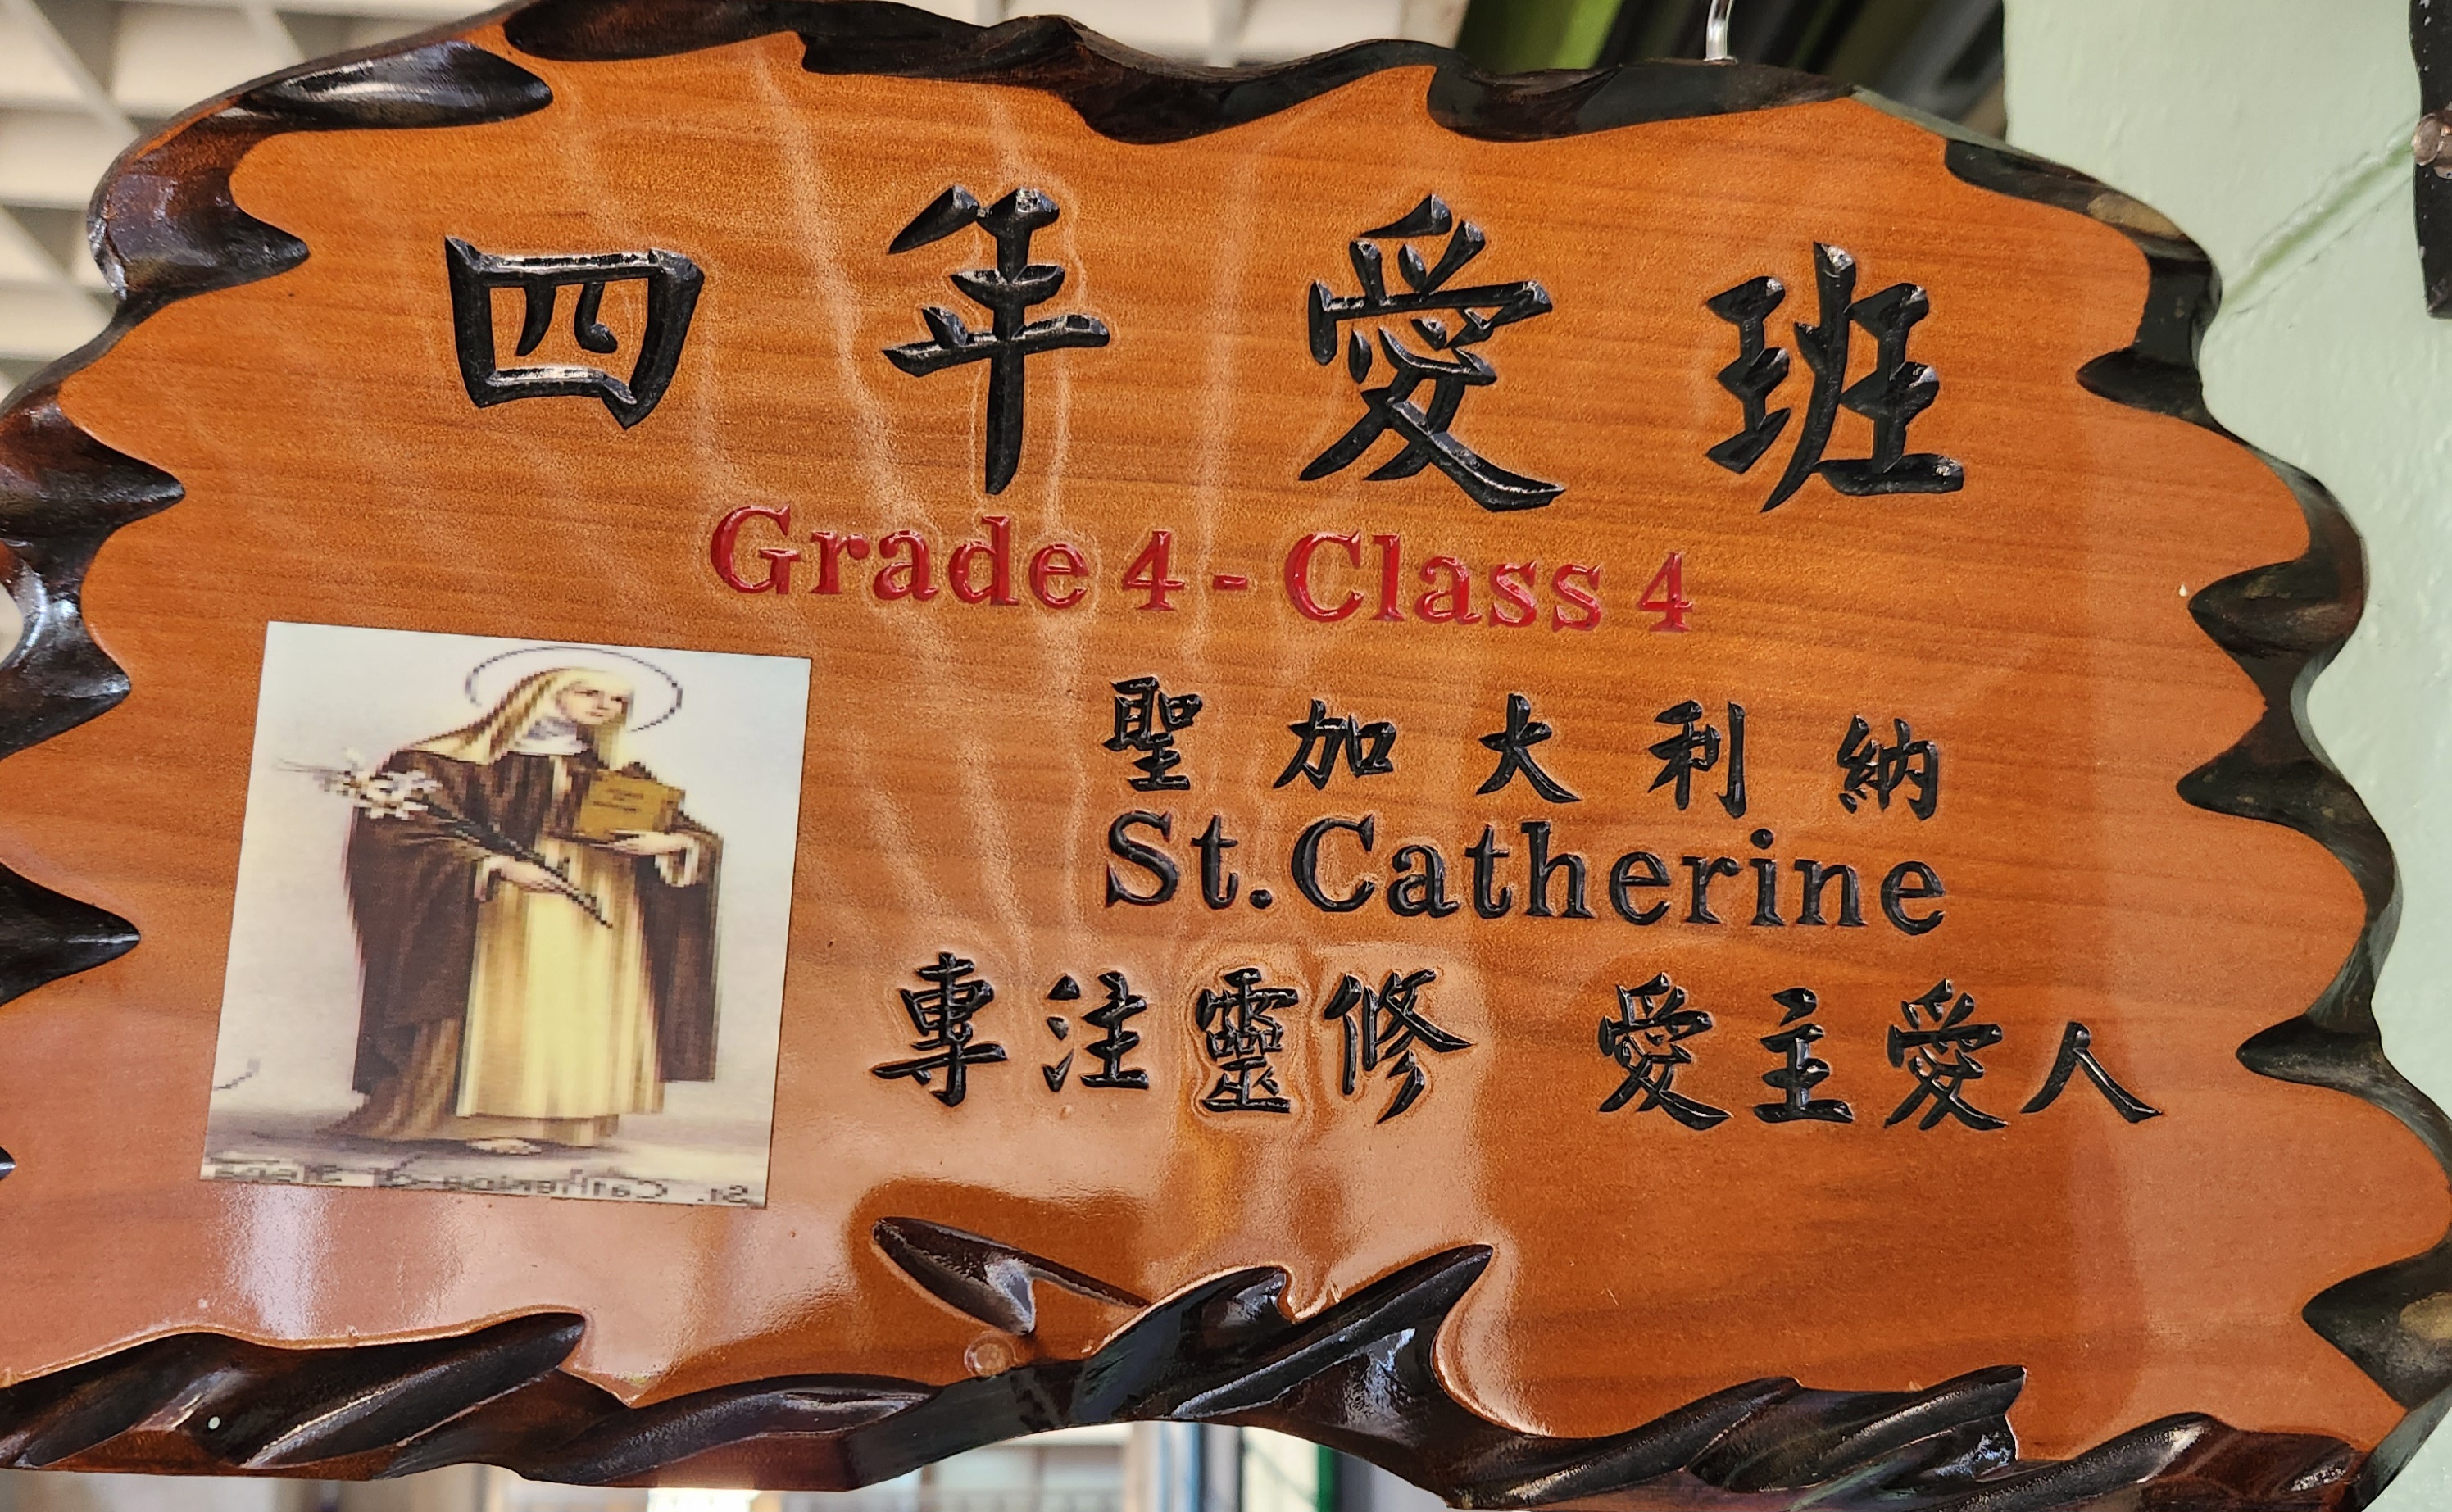 四年愛班
Grade 4 - Class 4
聖加大利納
St. Catherine
專注靈修 愛主愛人